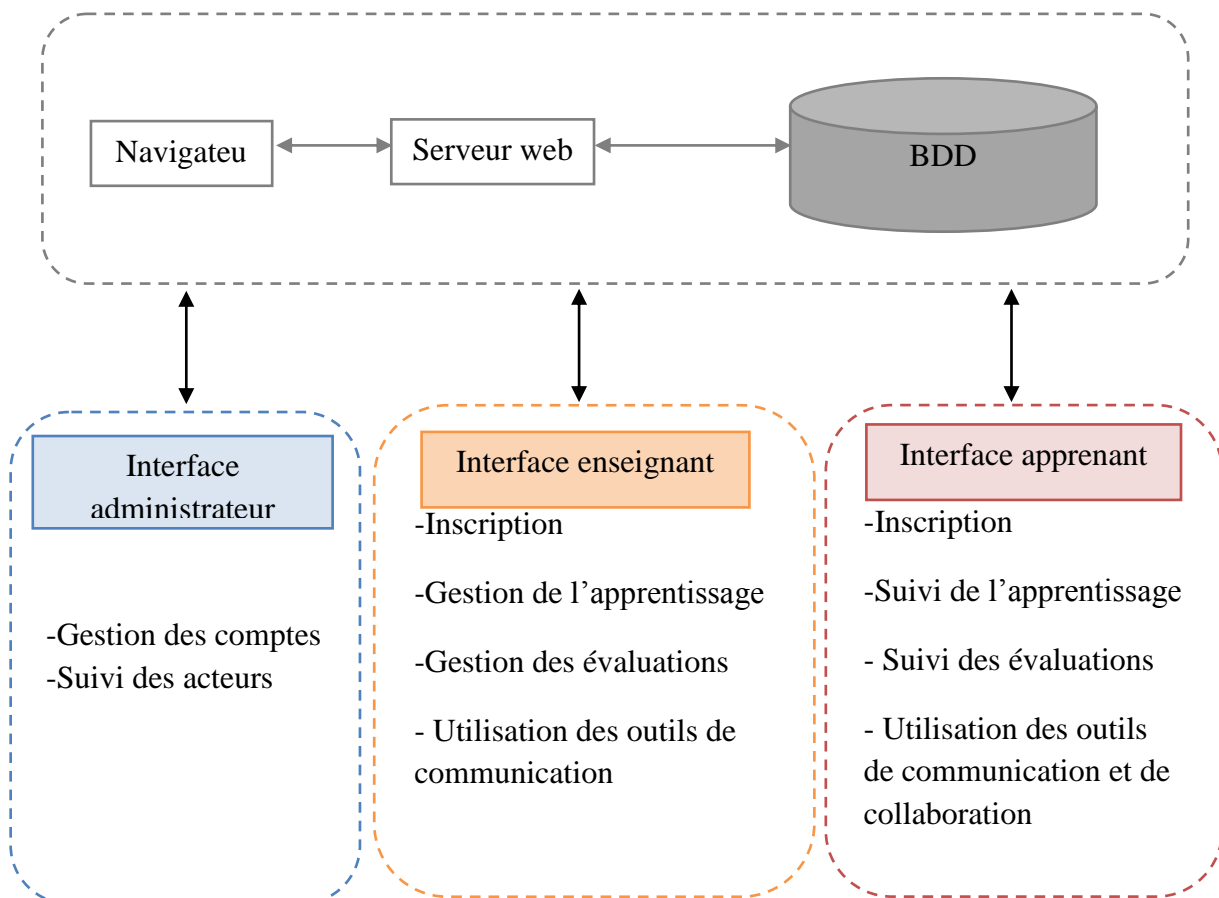 Navigateu
Serveur web
BDD
Interface
administrateur
-Gestion des comptes
-Suivi des acteurs
Interface enseignant
-Inscription
-Gestion de l’apprentissage
-Gestion des évaluations
- Utilisation des outils de
communication
Interface apprenant
-Inscription
-Suivi de l’apprentissage
- Suivi des évaluations
- Utilisation des outils
de communication et de
collaboration